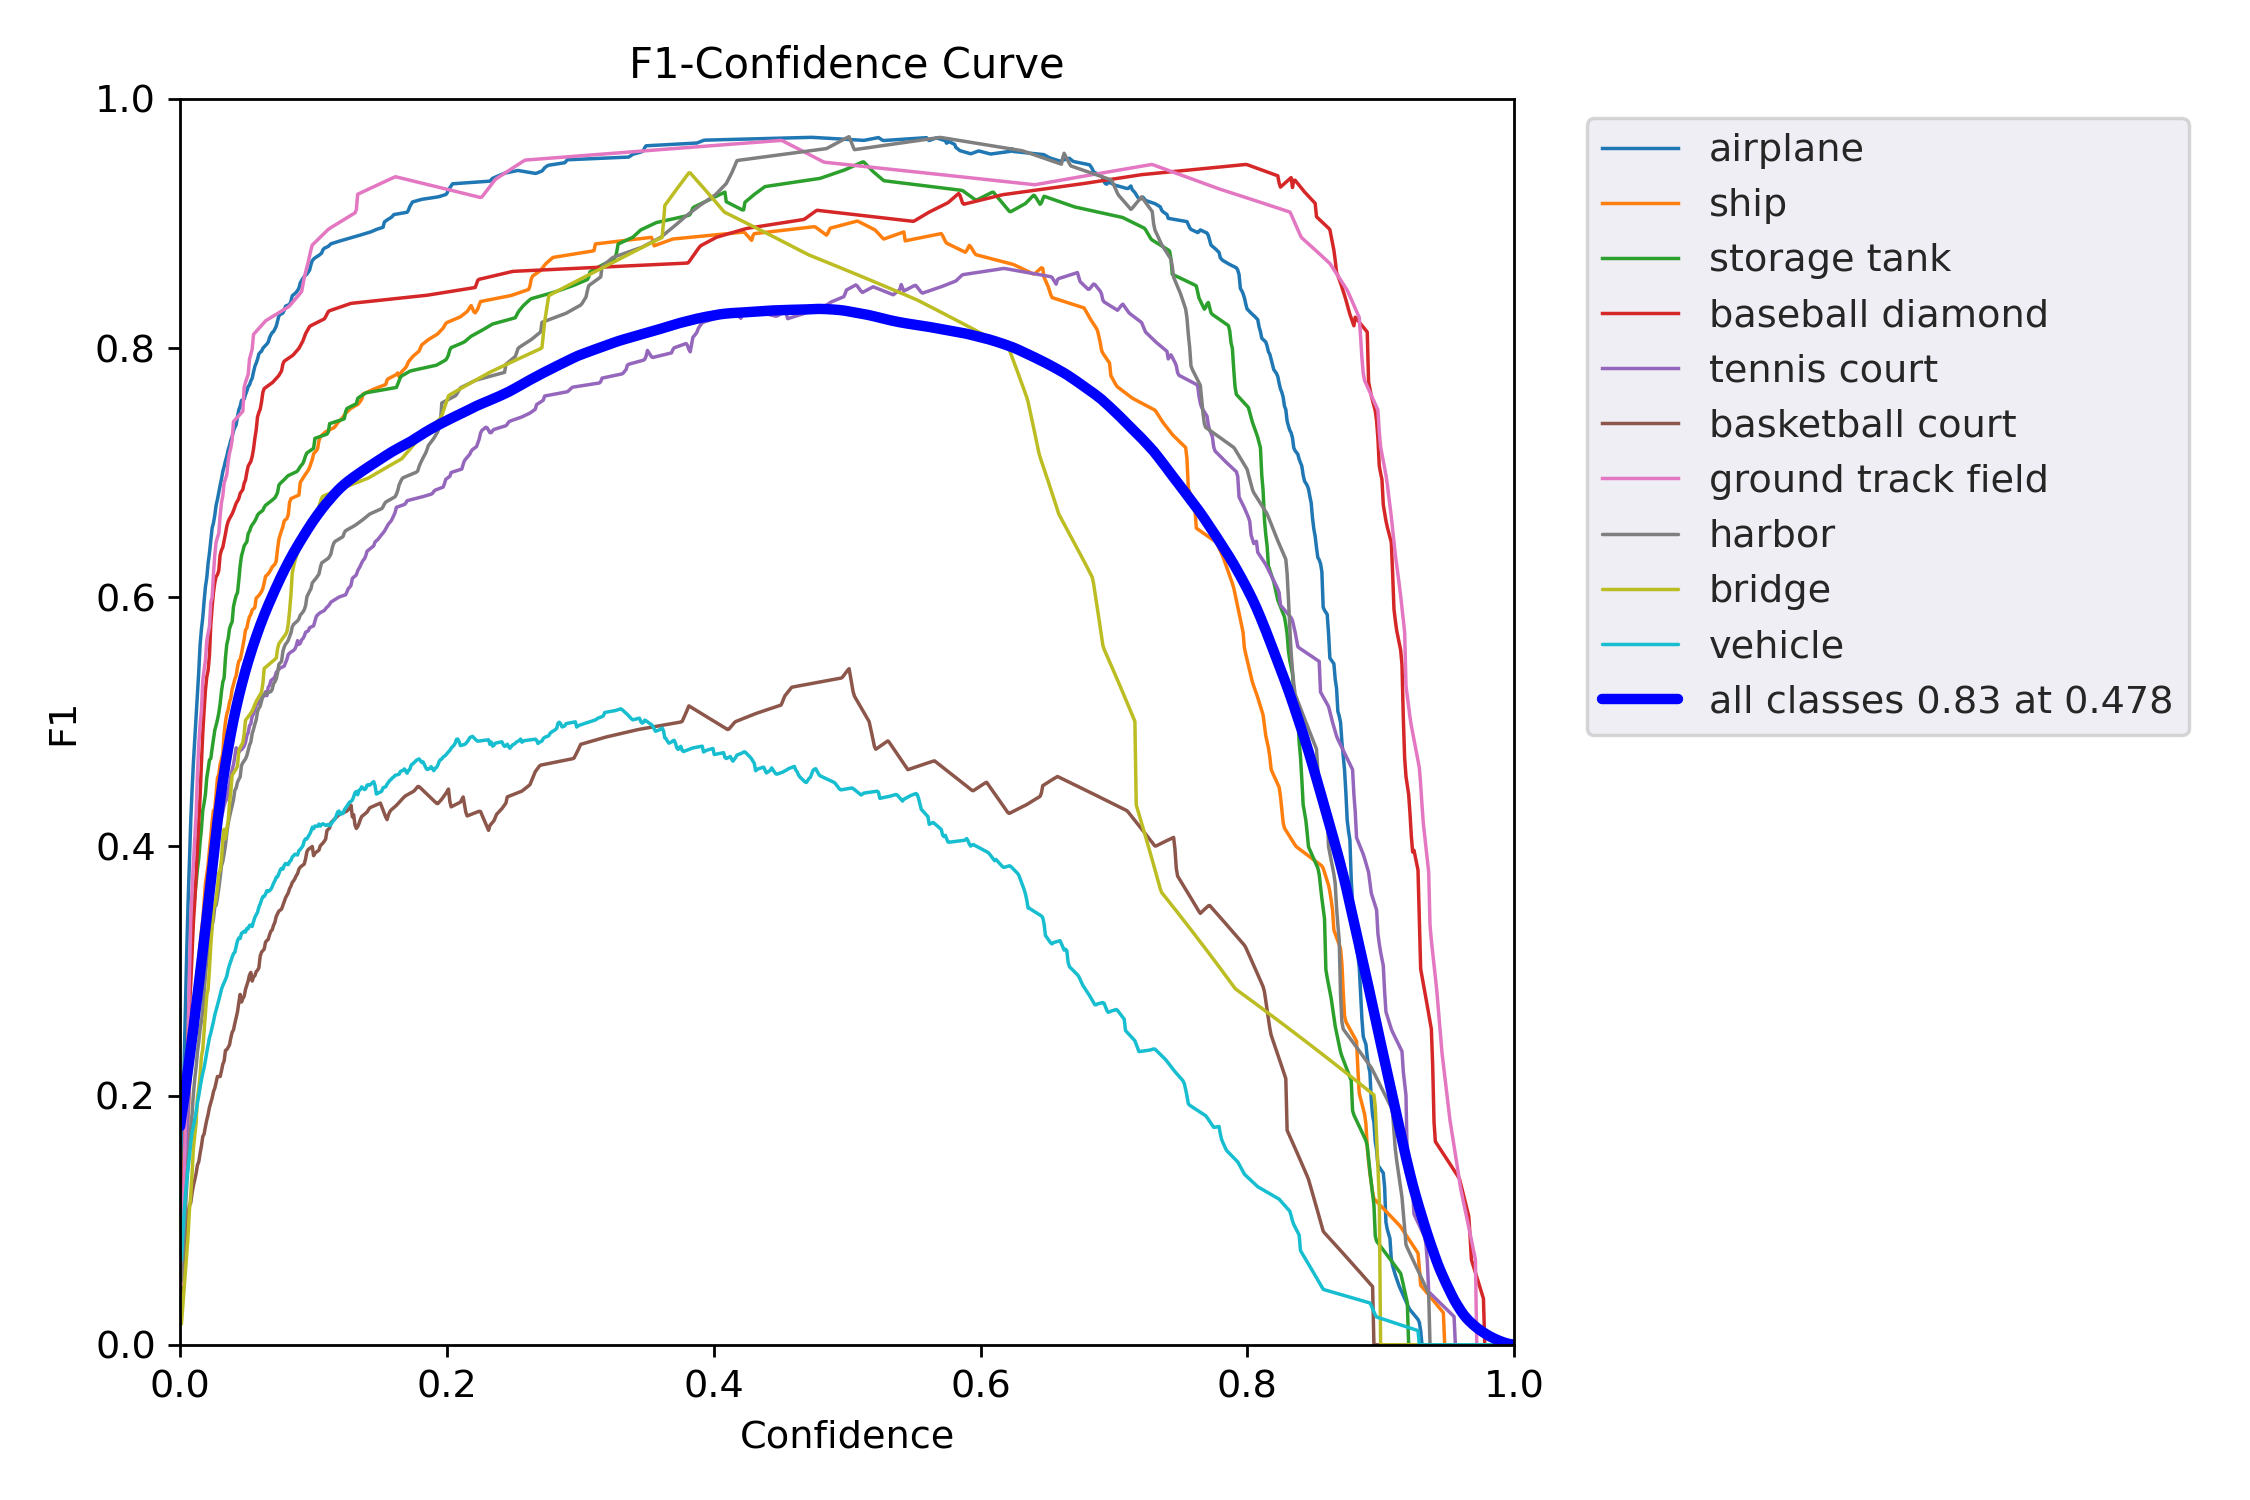 F1-Confidence Curve
1.0
0.8
0.6
0.4
0.2
0.0
F1
0.0 0.2 0.4 0.6 0.8 1.0
Confidence
airplane
ship
storage tank
baseball diamond
tennis court
basketball court
ground track field
harbor
bridge
vehicle
all classes 0.83 at 0.478